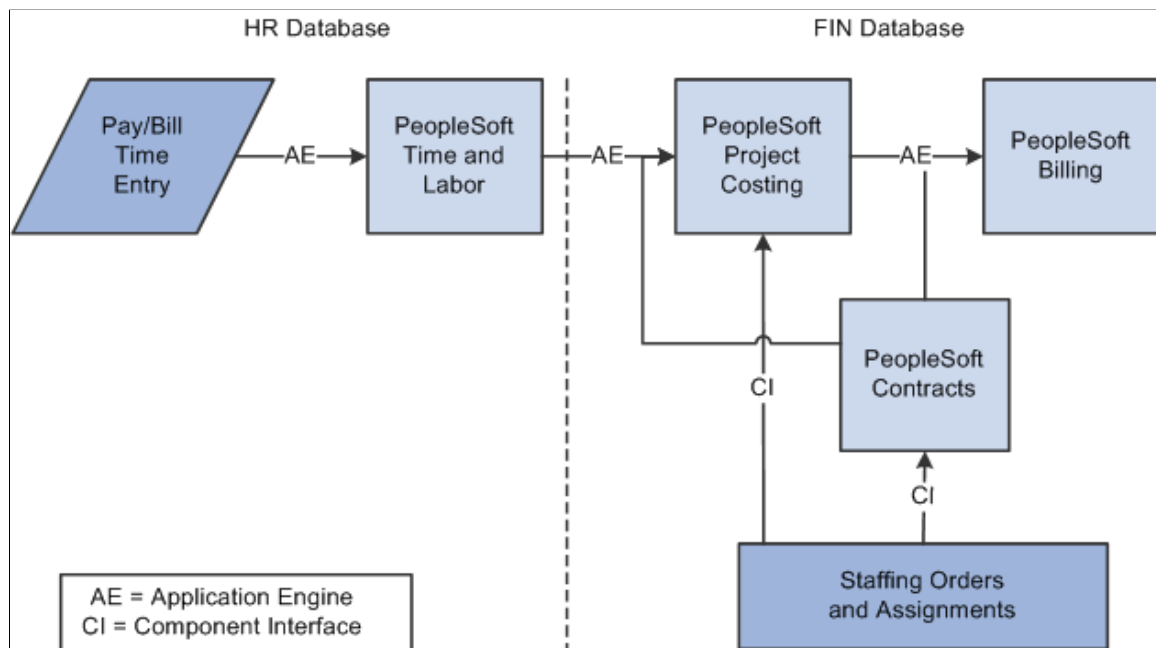 HR Database
FIN Database
Pay/Bill
Time
Entry
AE
PeopleSoft
Time and
Labor
AE
PeopleSoft
Project
Costing
AE
PeopleSoft
Billing
PeopleSoft
Contracts
CI
CI
Staffing Orders
and Assignments
AE = Application Engine
CI = Component Interface